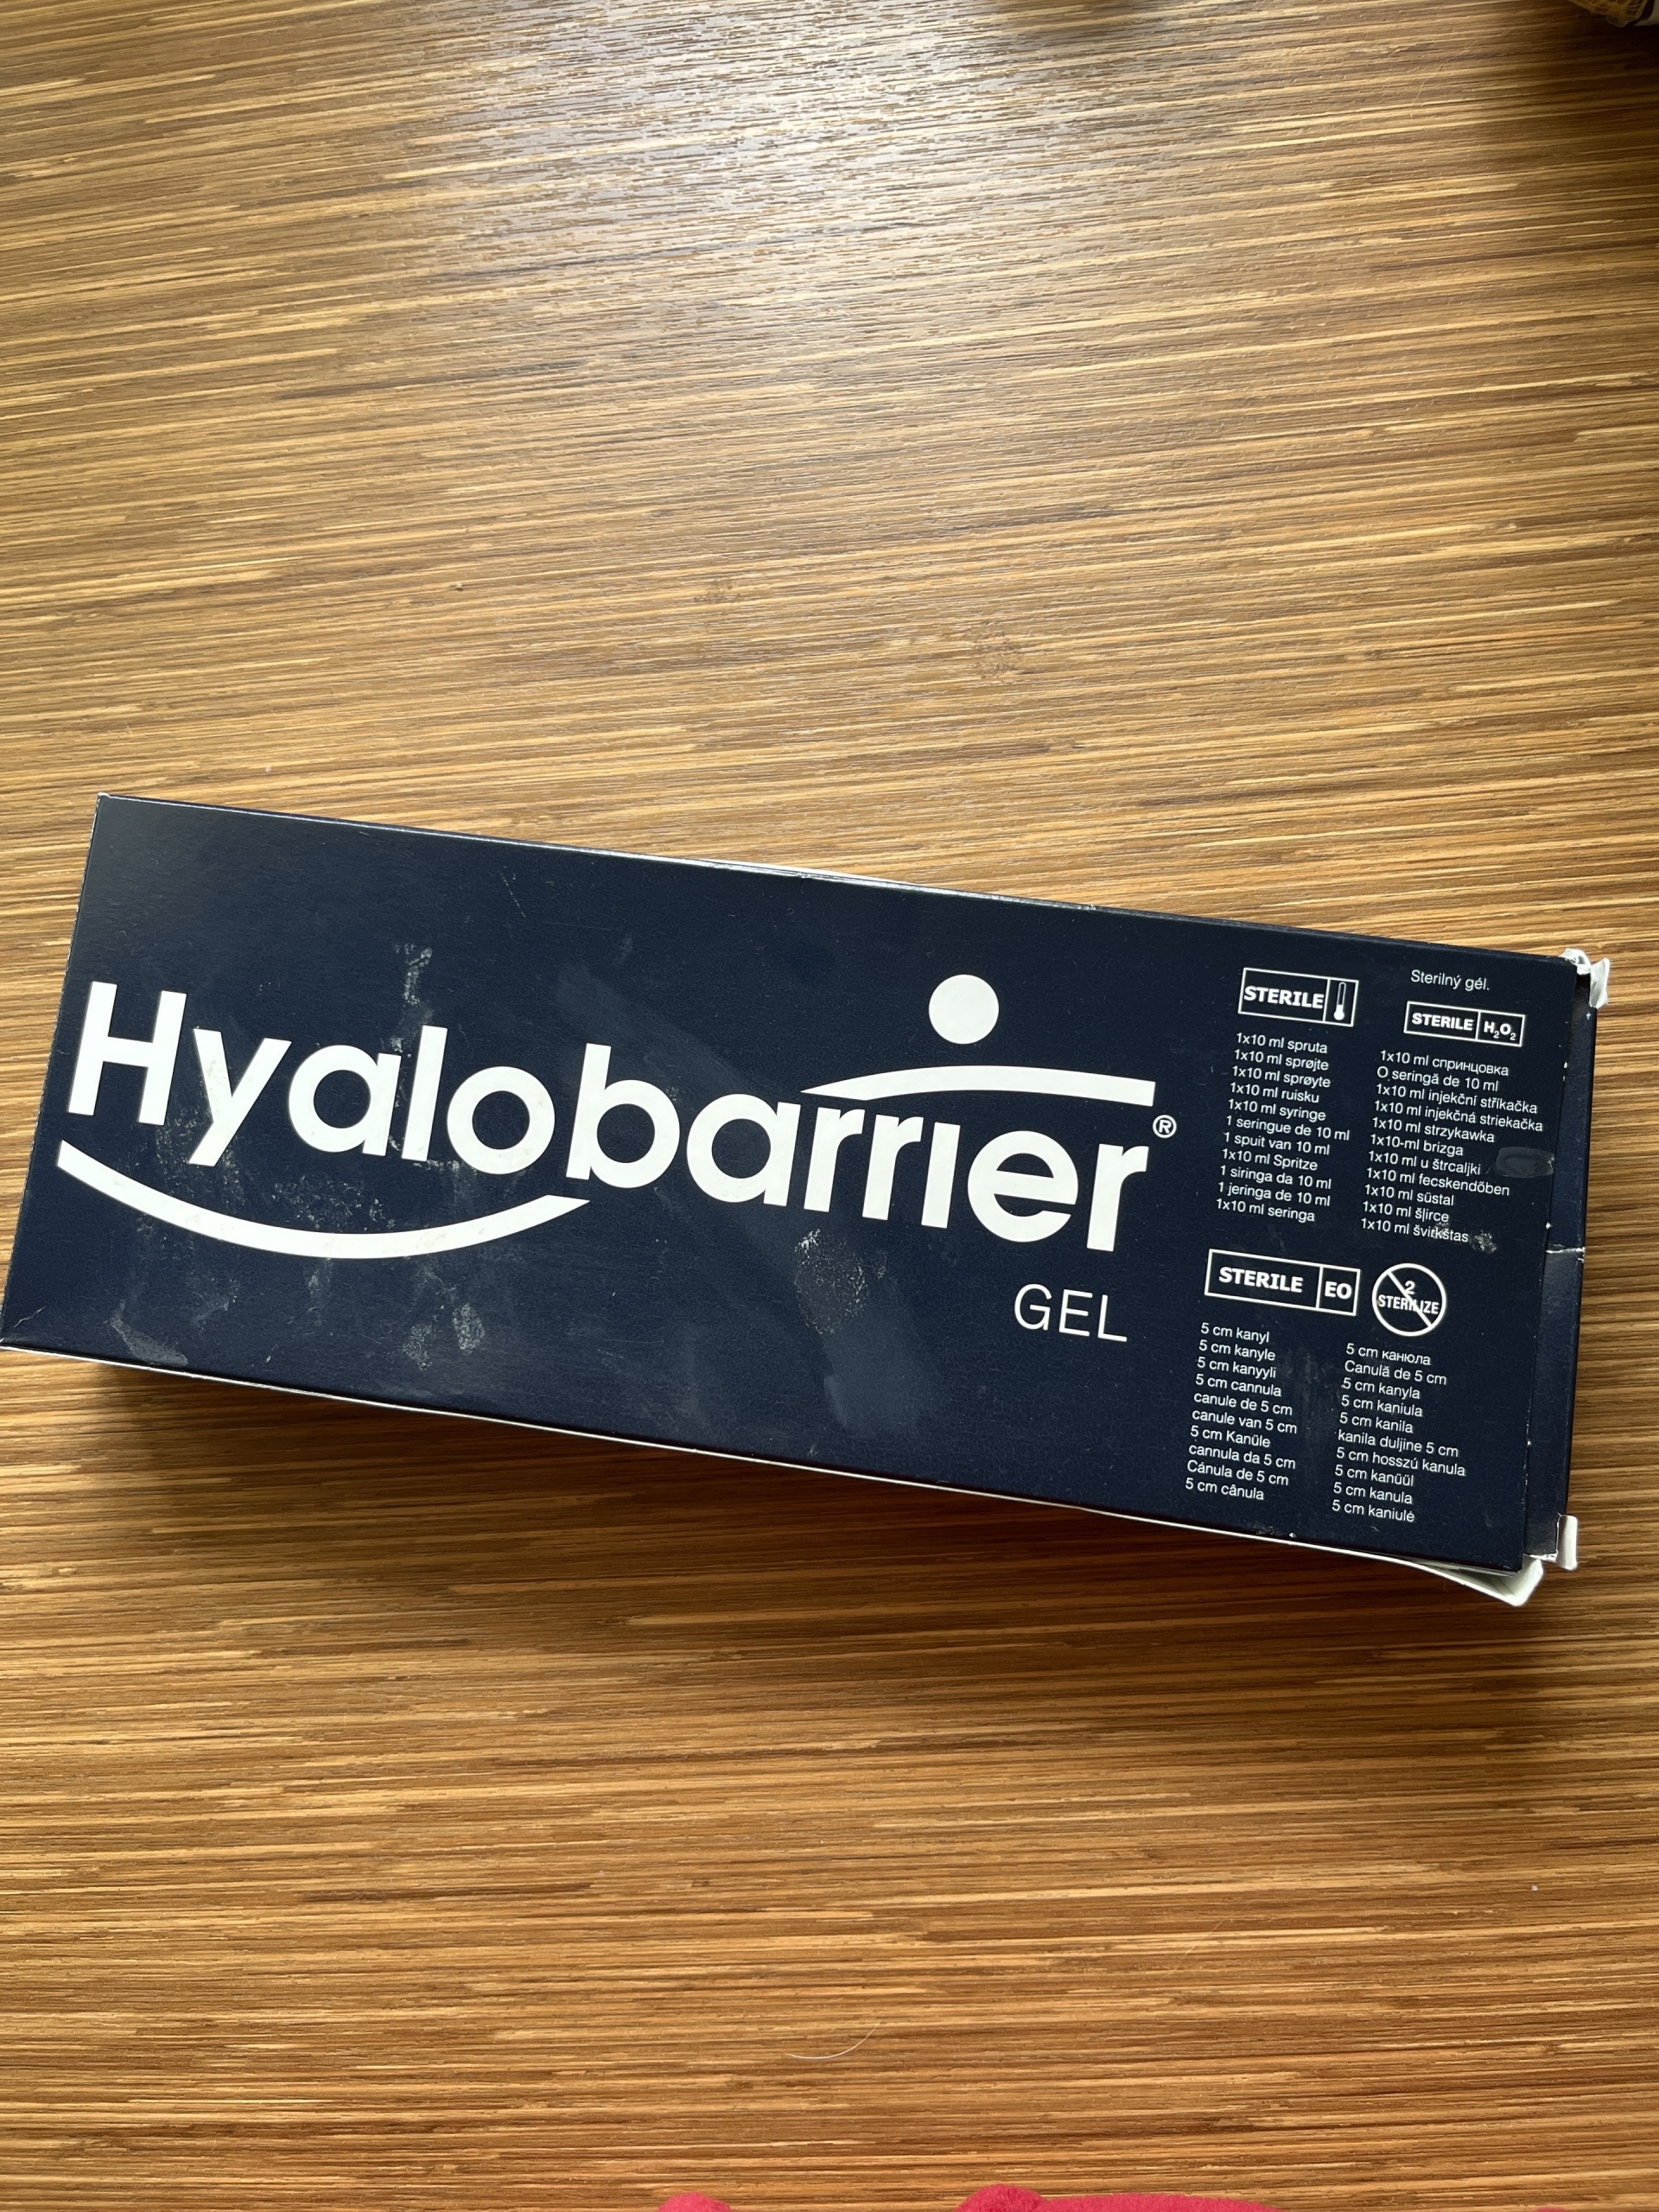 Hyalobarrier®
GEL
STERILE
1x10 ml spruta
1x10 ml sprøjte
1x10 ml sprøyte
1x10 ml ruisku
1x10 ml syringe
1 seringue de 10 ml
1 spuit van 10 ml
1x10 ml Spritze
1 siringa da 10 ml
1 jeringa de 10 ml
1x10 ml seringa
Sterilný gél.
STERILE H₂O₂
1x10 ml спринцовка
O seringă de 10 ml
1x10 ml injekční stříkačka
1x10 ml injekčná striekačka
1x10 ml strzykawka
1x10-ml brizga
1x10 ml u štrcaljki
1x10 ml fecskendőben
1x10 ml süstal
1x10 ml šļirce
1x10 ml švirkštas
STERILE EO
2
STERILIZE
5 cm kanyl
5 cm kanyle
5 cm kanyyli
5 cm cannula
canule de 5 cm
canule van 5 cm
5 cm Kanüle
cannula da 5 cm
Cánula de 5 cm
5 cm cânula
5 cm канюла
Canulă de 5 cm
5 cm kanyla
5 cm kaniula
5 cm kanila
kanila duljine 5 cm
5 cm hosszú kanula
5 cm kanüül
5 cm kanula
5 cm kaniulė